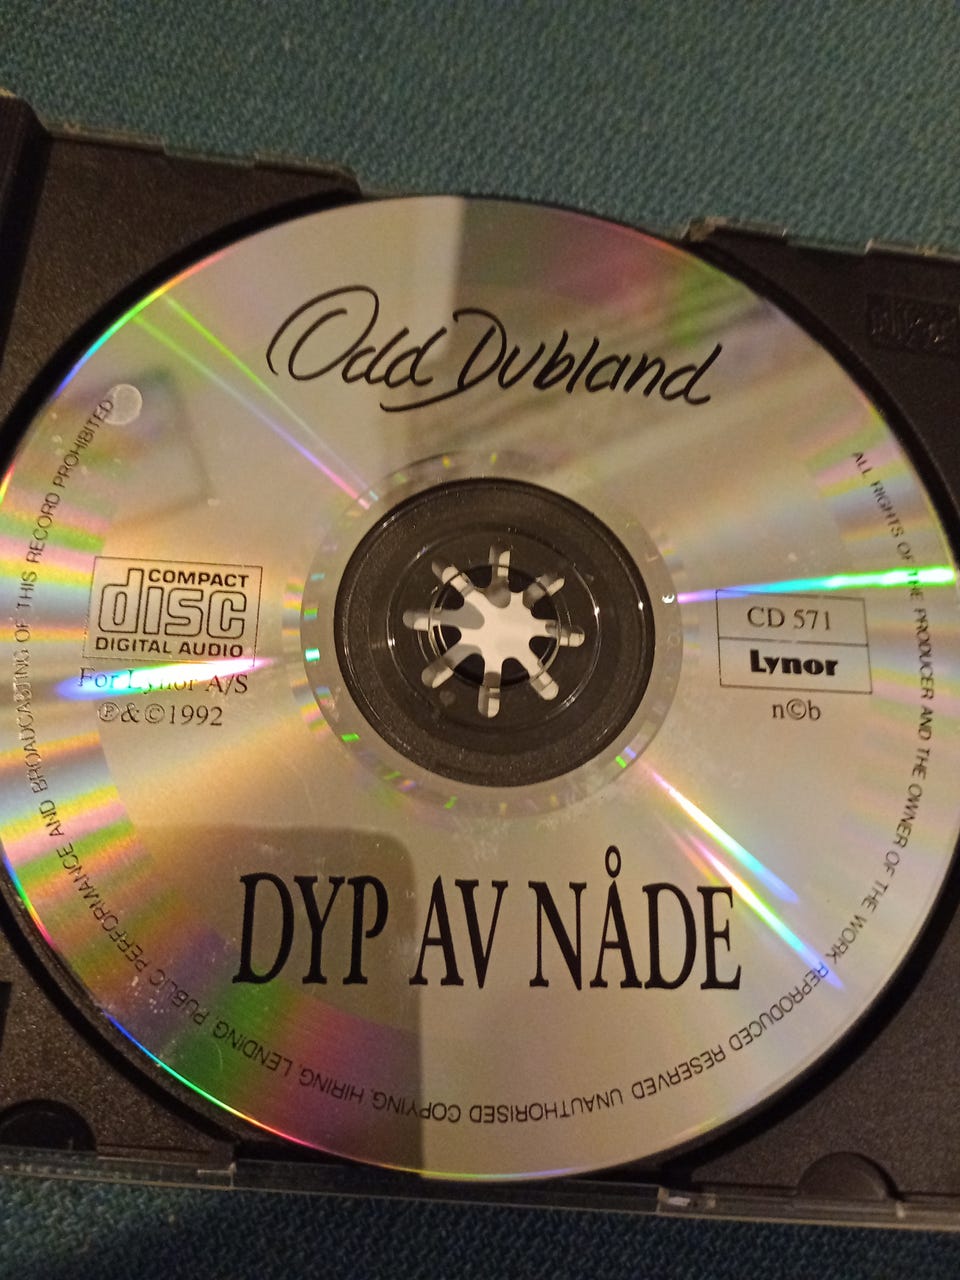 Odd Dubland
COMPACT
disc
DIGITAL AUDIO
For Lynor A/S
℗&©1992
CD 571
Lynor
n©b
DYP AV NÅDE
ALL RIGHTS OF THE PRODUCER AND THE OWNER OF THE WORK REPRODUCED RESERVED. UNAUTHORISED COPYING, HIRING, LENDING, PUBLIC PERFORMANCE AND BROADCASTING OF THIS RECORD PROHIBITED